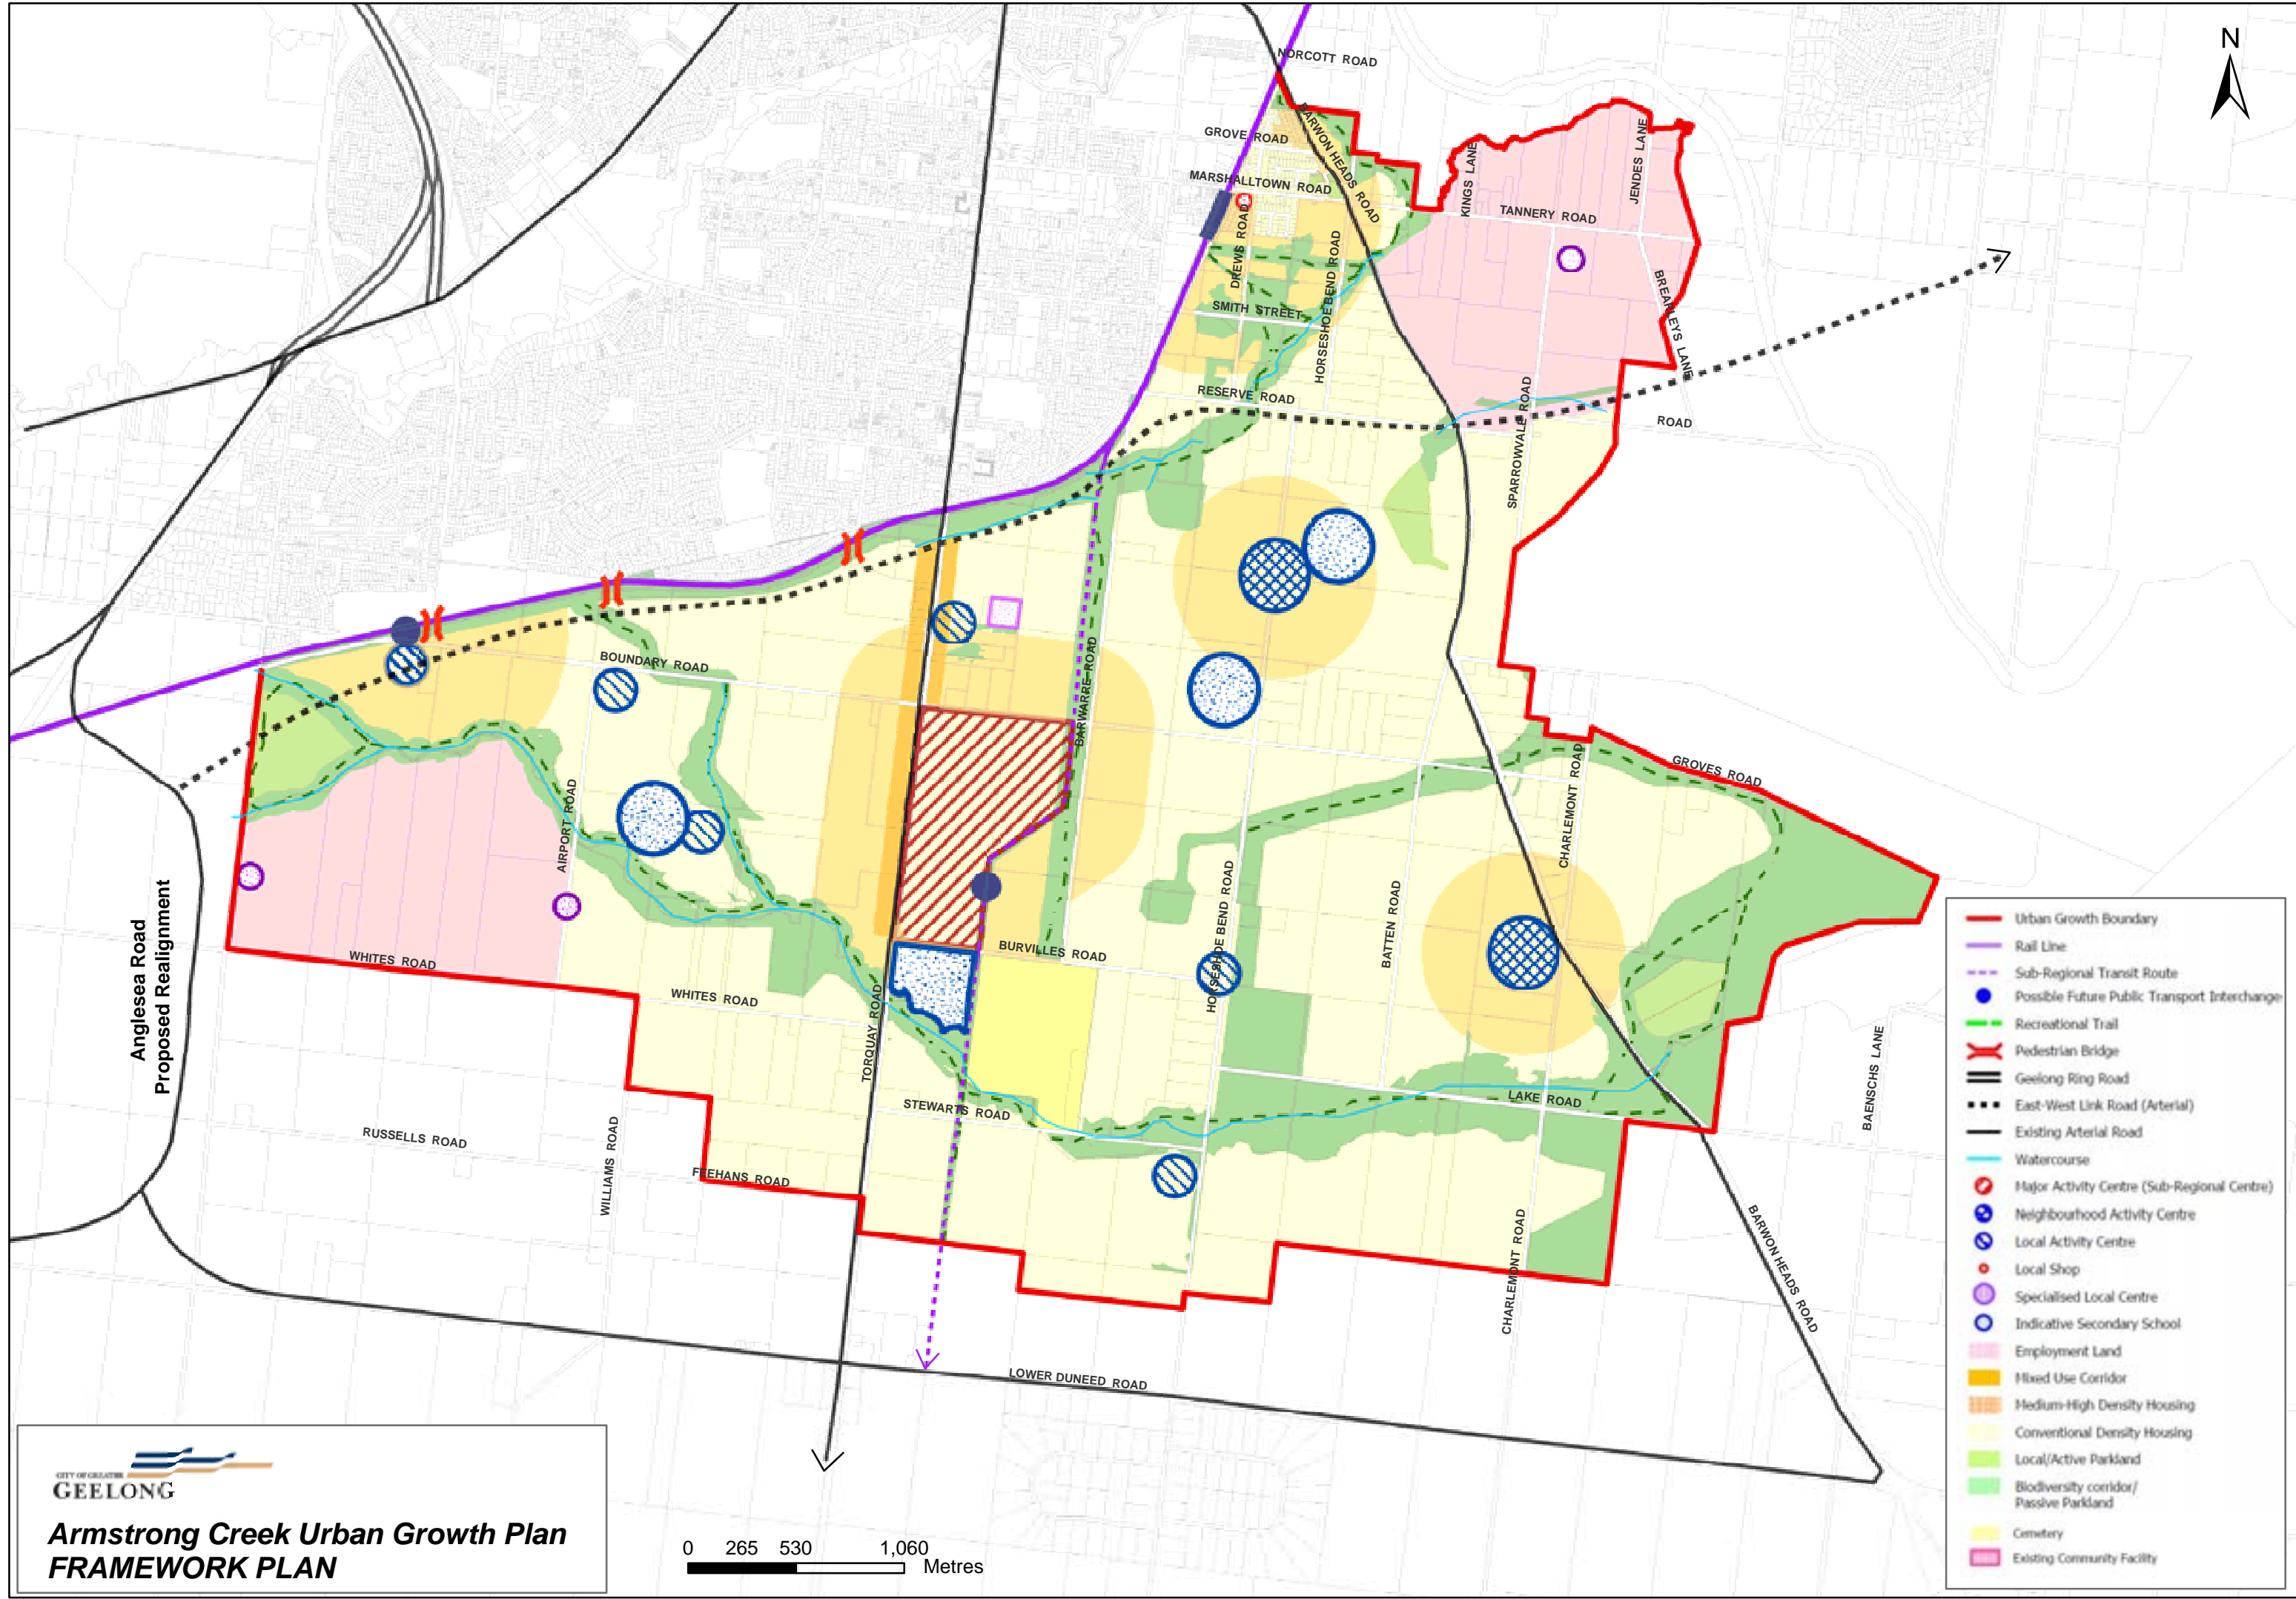 N
NORCOTT ROAD
GROVE ROAD
BARWON HEADS ROAD
MARSHALLTOWN ROAD
KINGS LANE
JENDES LANE
TANNERY ROAD
DREWS ROAD
HORSESHOE BEND ROAD
BREARLEYS LANE
SMITH STREET
RESERVE ROAD
SPARROWVALE ROAD
ROAD
BOUNDARY ROAD
BARWARRE ROAD
GROVES ROAD
CHARLEMONT ROAD
AIRPORT ROAD
HORSESHOE BEND ROAD
BATTEN ROAD
Anglesea Road
Proposed Realignment
WHITES ROAD
BURVILLES ROAD
WHITES ROAD
TORQUAY ROAD
BAENSCHS LANE
STEWARTS ROAD
LAKE ROAD
RUSSELLS ROAD
WILLIAMS ROAD
FEEHANS ROAD
CHARLEMONT ROAD
BARWON HEADS ROAD
LOWER DUNEED ROAD
Urban Growth Boundary
Rail Line
Sub-Regional Transit Route
Possible Future Public Transport Interchange
Recreational Trail
Pedestrian Bridge
Geelong Ring Road
East-West Link Road (Arterial)
Existing Arterial Road
Watercourse
Major Activity Centre (Sub-Regional Centre)
Neighbourhood Activity Centre
Local Activity Centre
Local Shop
Specialised Local Centre
Indicative Secondary School
Employment Land
Mixed Use Corridor
Medium-High Density Housing
Conventional Density Housing
Local/Active Parkland
Biodiversity corridor/
Passive Parkland
Cemetery
Existing Community Facility
CITY OF GREATER
GEELONG
Armstrong Creek Urban Growth Plan
FRAMEWORK PLAN
0 265 530 1,060
Metres